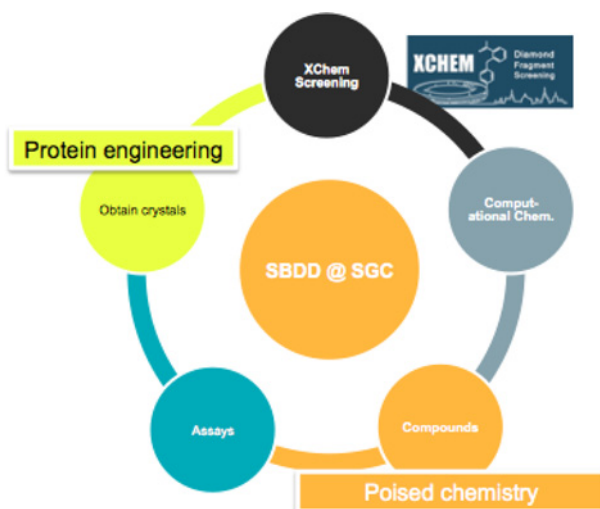 XChem
Screening
XCHEM
Diamond
Fragment
Screening
Protein engineering
Obtain crystals
Comput-
ational Chem.
SBDD @ SGC
Assays
Compounds
Poised chemistry